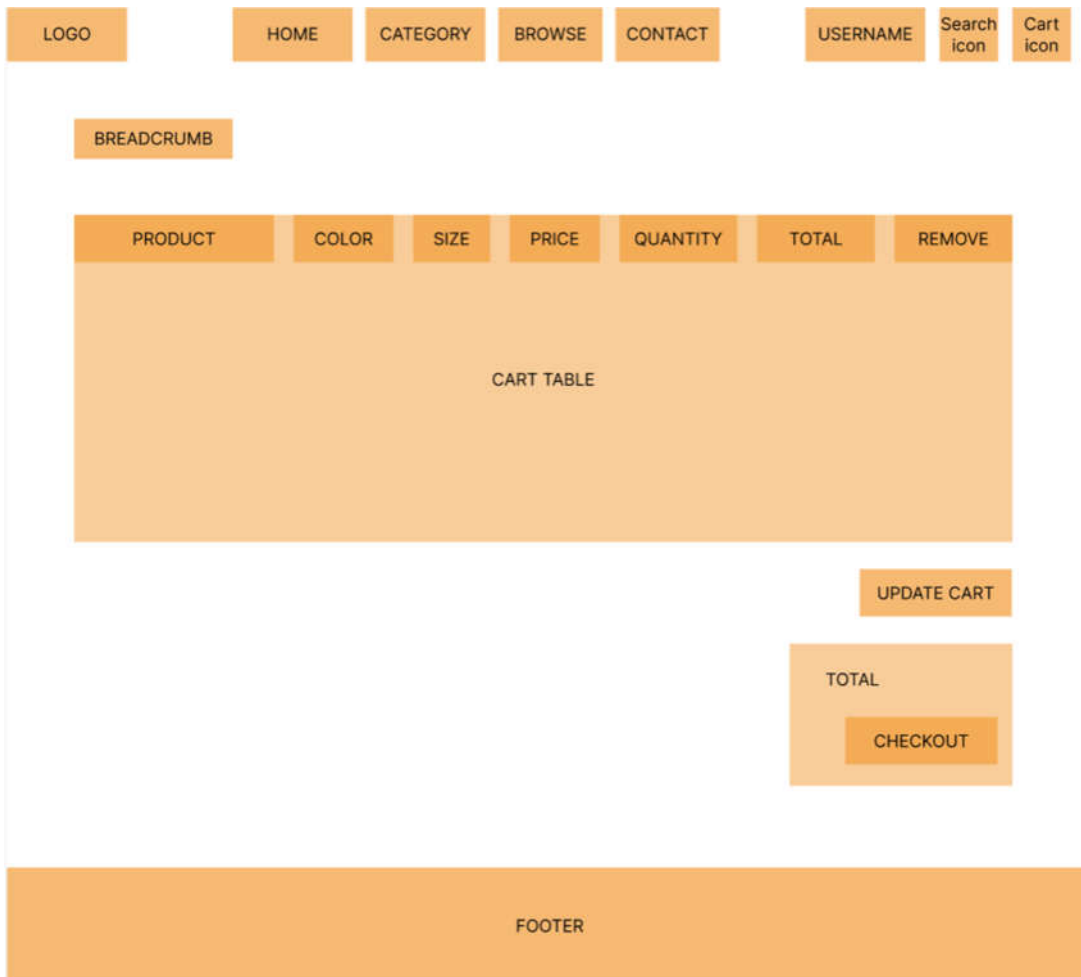 LOGO
HOME
CATEGORY
BROWSE
CONTACT
USERNAME
Search
icon
Cart
icon
BREADCRUMB
PRODUCT
COLOR
SIZE
PRICE
QUANTITY
TOTAL
REMOVE
CART TABLE
UPDATE CART
TOTAL
CHECKOUT
FOOTER